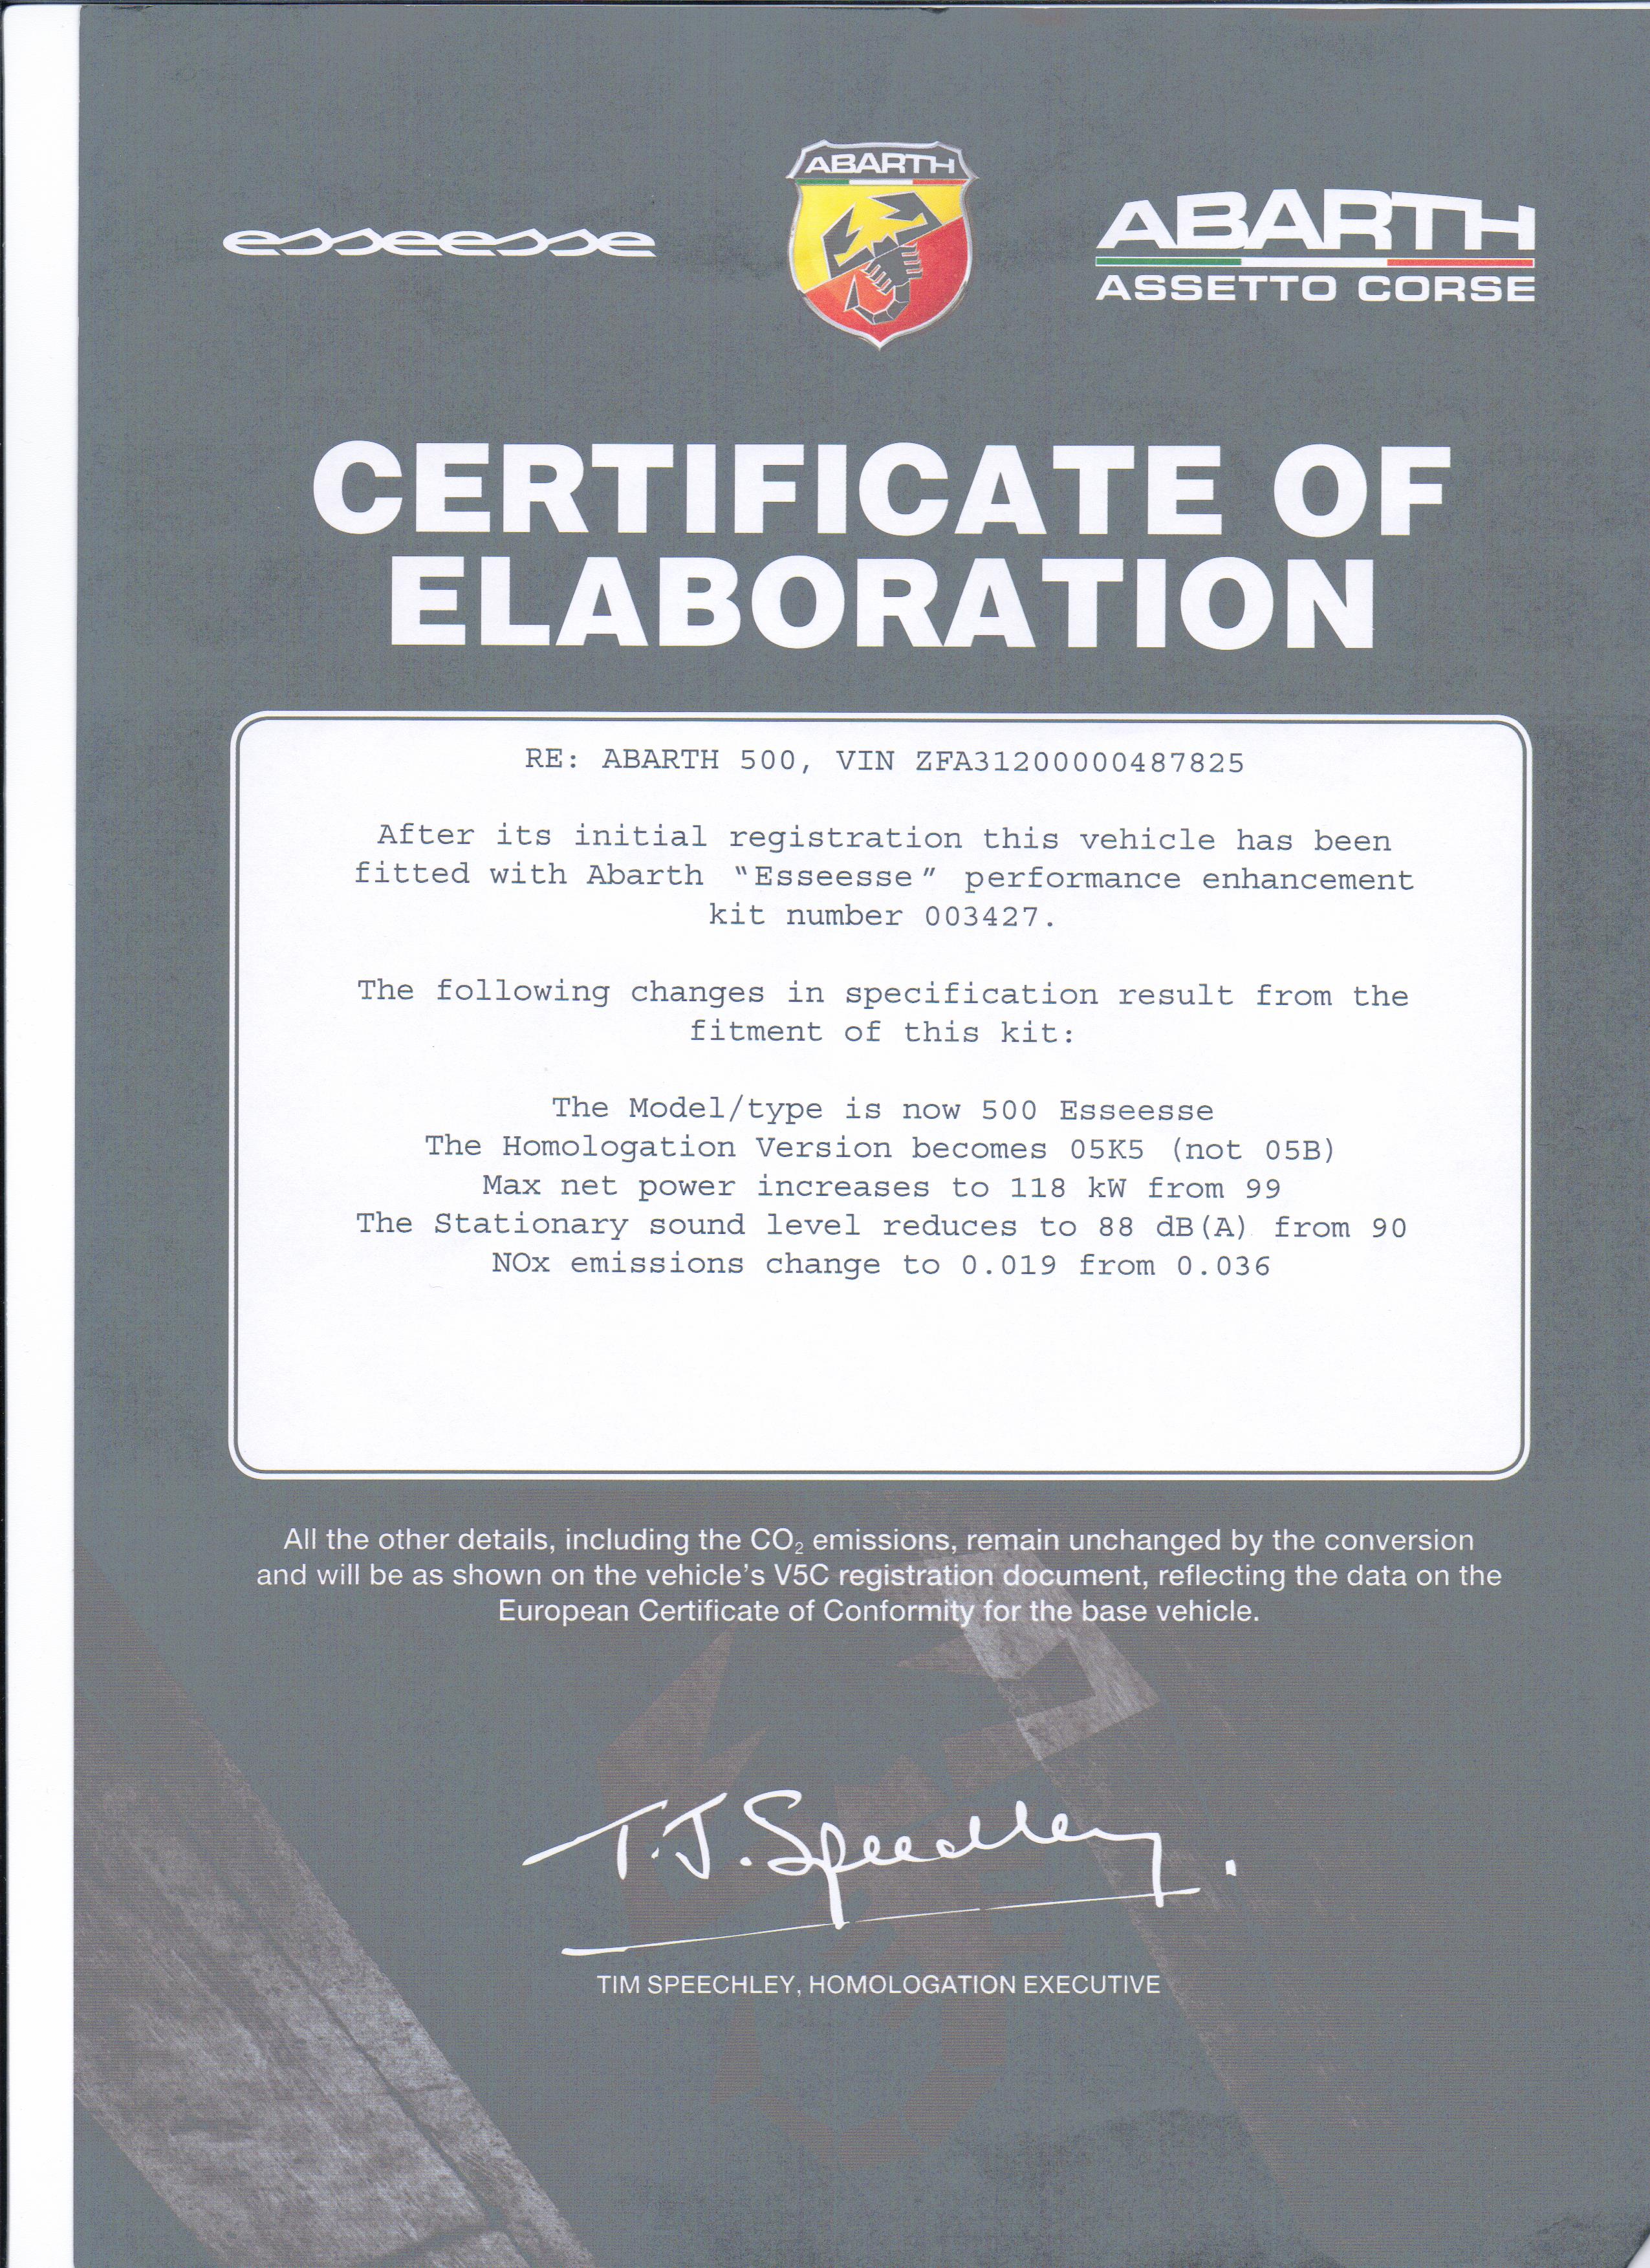 esseesse
ABARTH
ABARTH
ASSETTO CORSE
CERTIFICATE OF
ELABORATION
RE: ABARTH 500, VIN ZFA31200000487825
After its initial registration this vehicle has been
fitted with Abarth "Esseesse" performance enhancement
kit number 003427.
The following changes in specification result from the
fitment of this kit:
The Model/type is now 500 Esseesse
The Homologation Version becomes 05K5 (not 05B)
Max net power increases to 118 kW from 99
The Stationary sound level reduces to 88 dB(A) from 90
NOx emissions change to 0.019 from 0.036
All the other details, including the CO₂ emissions, remain unchanged by the conversion
and will be as shown on the vehicle's V5C registration document, reflecting the data on the
European Certificate of Conformity for the base vehicle.
T.J. Speechley.
TIM SPEECHLEY, HOMOLOGATION EXECUTIVE